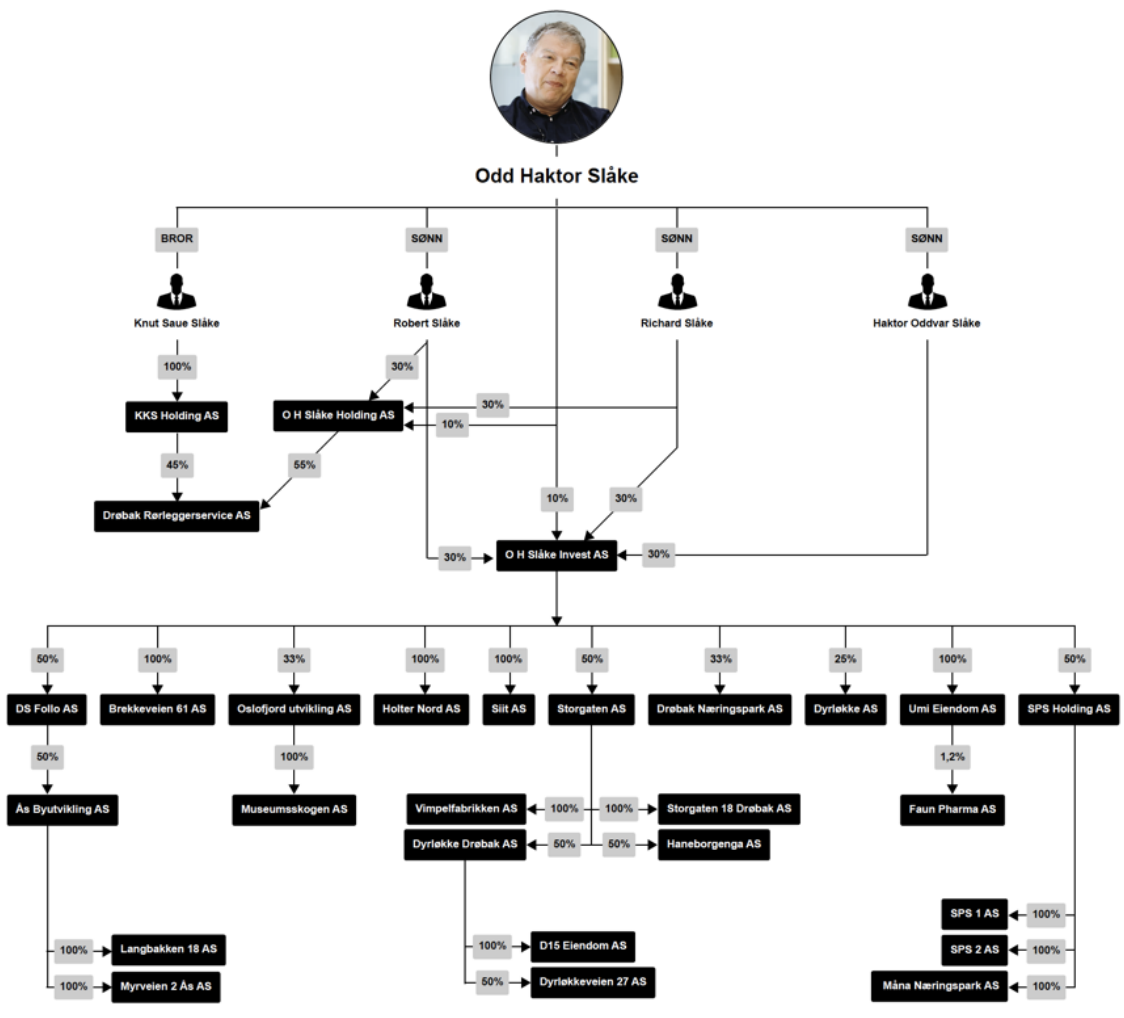 Odd Haktor Slåke
BROR
SØNN
SØNN
SØNN
Knut Saue Slåke
Robert Slåke
Richard Slåke
Haktor Oddvar Slåke
100%
30%
KKS Holding AS
O H Slåke Holding AS
30%
10%
45%
55%
Drøbak Rørleggerservice AS
10%
30%
30%
O H Slåke Invest AS
30%
50%
100%
33%
100%
100%
50%
33%
25%
100%
50%
DS Follo AS
Brekkeveien 61 AS
Oslofjord utvikling AS
Holter Nord AS
Siit AS
Storgaten AS
Drøbak Næringspark AS
Dyrløkke AS
Umi Eiendom AS
SPS Holding AS
50%
100%
1,2%
Ås Byutvikling AS
Museumsskogen AS
Vimpelfabrikken AS
100%
100%
Storgaten 18 Drøbak AS
Faun Pharma AS
Dyrløkke Drøbak AS
50%
50%
Haneborgenga AS
SPS 1 AS
100%
100%
Langbakken 18 AS
100%
D15 Eiendom AS
SPS 2 AS
100%
100%
Myrveien 2 Ås AS
50%
Dyrløkkeveien 27 AS
Måna Næringspark AS
100%